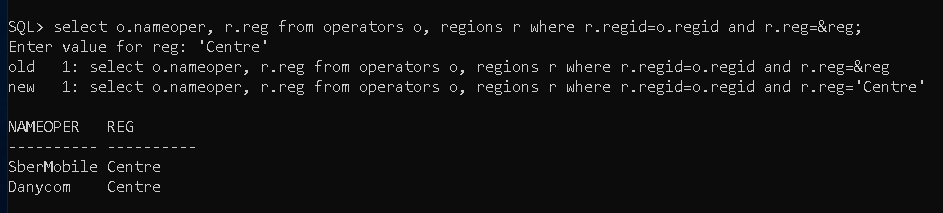 SQL> select o.nameoper, r.reg from operators o, regions r where r.regid=o.regid and r.reg=&reg;
Enter value for reg: 'Centre'
old   1: select o.nameoper, r.reg from operators o, regions r where r.regid=o.regid and r.reg=&reg
new   1: select o.nameoper, r.reg from operators o, regions r where r.regid=o.regid and r.reg='Centre'
NAMEOPER   REG
---------- ----------
SberMobile Centre
Danycom    Centre